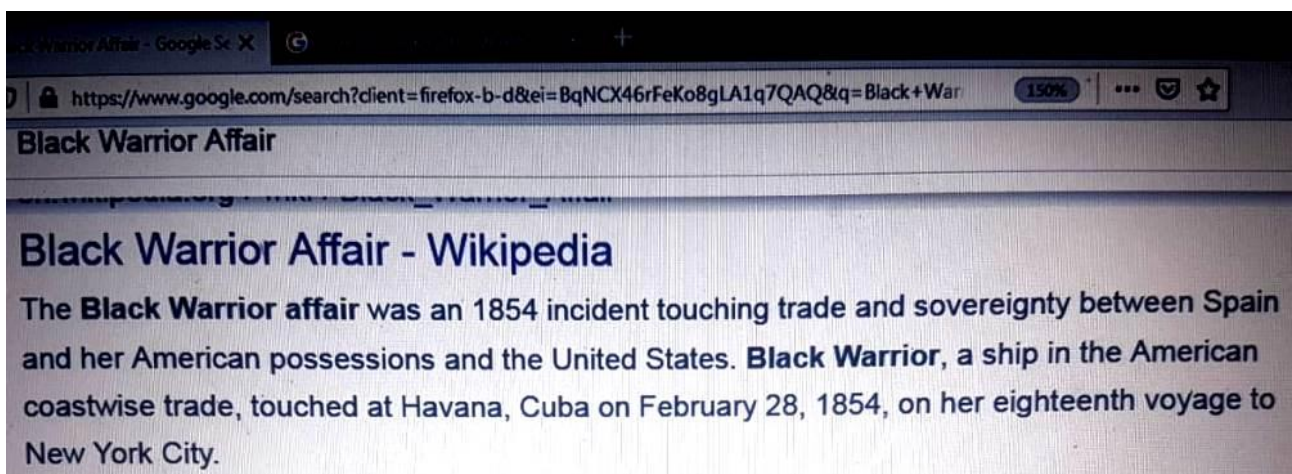 Warrior Affair - Google Se X
https://www.google.com/search?client=firefox-b-d&ei=BqNCX46rFeKo8gLA1q7QAQ&q=Black+War
150%
Black Warrior Affair
Black Warrior Affair - Wikipedia
The Black Warrior affair was an 1854 incident touching trade and sovereignty between Spain
and her American possessions and the United States. Black Warrior, a ship in the American
coastwise trade, touched at Havana, Cuba on February 28, 1854, on her eighteenth voyage to
New York City.